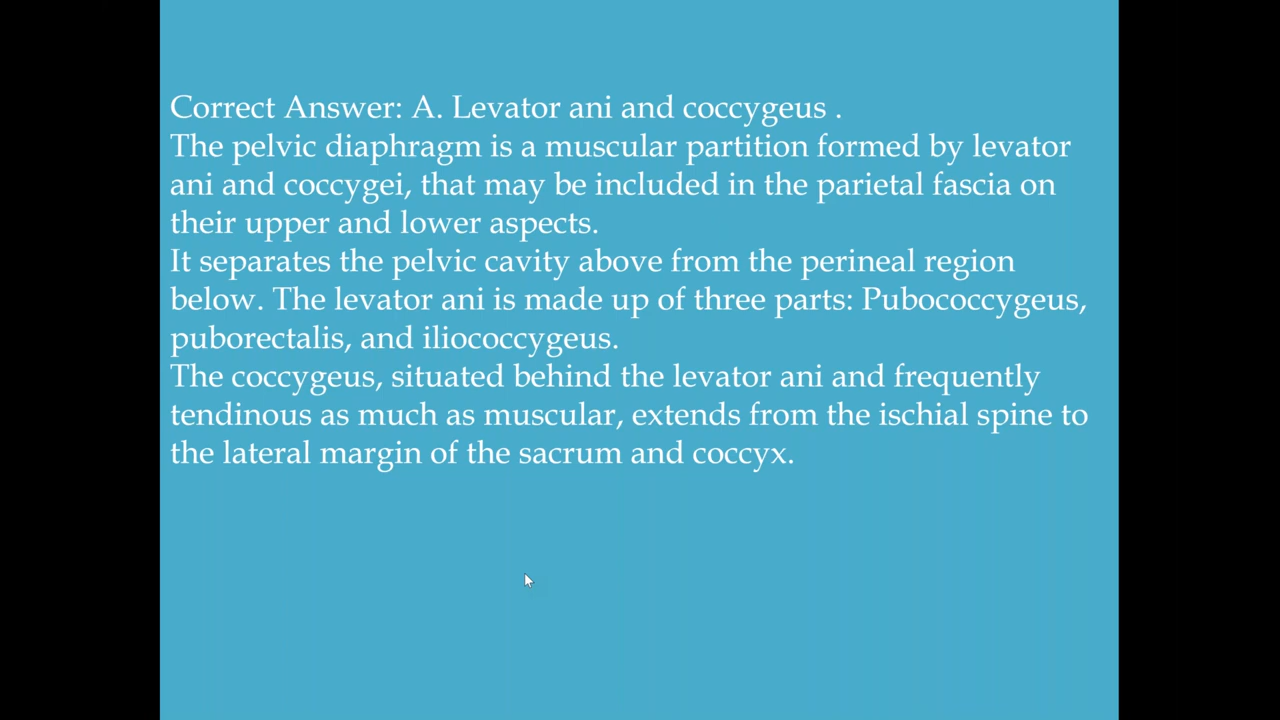 Correct Answer: A. Levator ani and coccygeus .
The pelvic diaphragm is a muscular partition formed by levator
ani and coccygei, that may be included in the parietal fascia on
their upper and lower aspects.
It separates the pelvic cavity above from the perineal region
below. The levator ani is made up of three parts: Pubococcygeus,
puborectalis, and iliococcygeus.
The coccygeus, situated behind the levator ani and frequently
tendinous as much as muscular, extends from the ischial spine to
the lateral margin of the sacrum and coccyx.